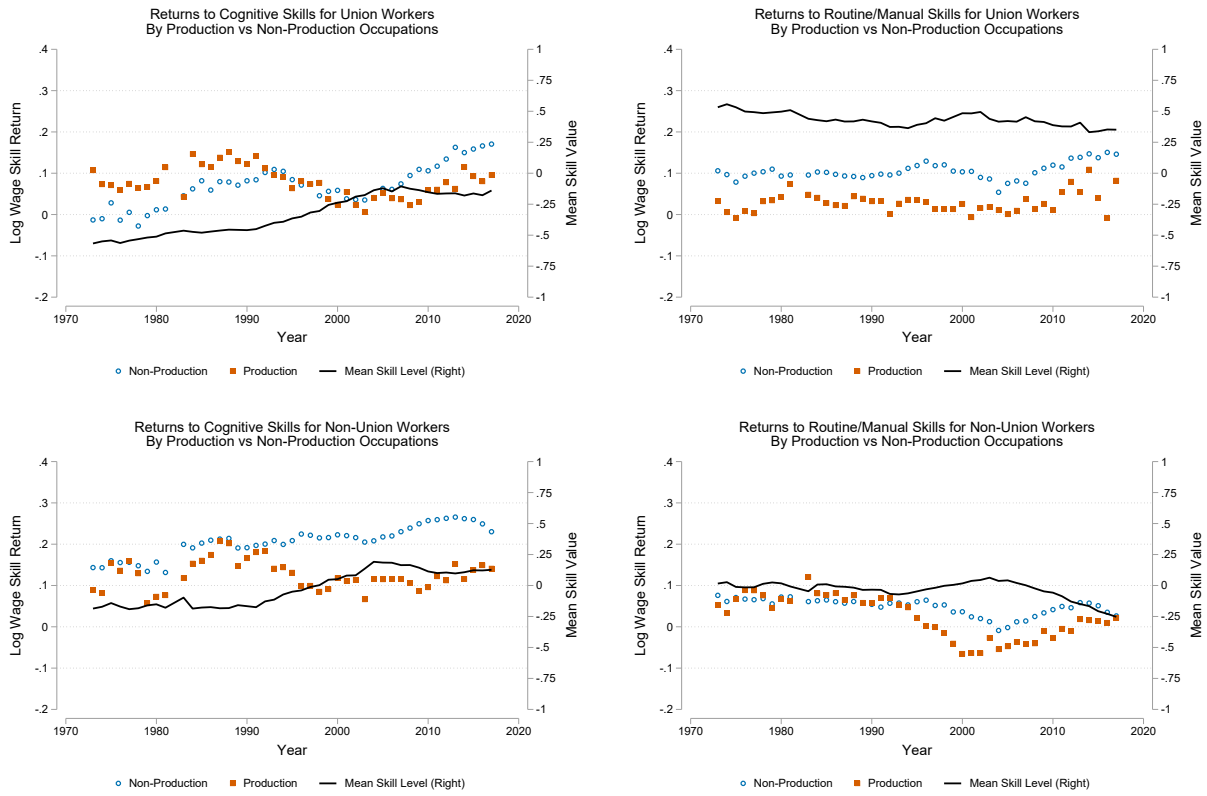 Returns to Cognitive Skills for Union Workers
By Production vs Non-Production Occupations
Log Wage Skill Return
.4
.3
.2
.1
0
-.1
-.2
1
.75
.5
.25
0
-.25
-.5
-.75
-1
Mean Skill Value
1970 1980 1990 2000 2010 2020
Year
Non-Production Production Mean Skill Level (Right)
Returns to Routine/Manual Skills for Union Workers
By Production vs Non-Production Occupations
Log Wage Skill Return
.4
.3
.2
.1
0
-.1
-.2
1
.75
.5
.25
0
-.25
-.5
-.75
-1
Mean Skill Value
1970 1980 1990 2000 2010 2020
Year
Non-Production Production Mean Skill Level (Right)
Returns to Cognitive Skills for Non-Union Workers
By Production vs Non-Production Occupations
Log Wage Skill Return
.4
.3
.2
.1
0
-.1
-.2
1
.75
.5
.25
0
-.25
-.5
-.75
-1
Mean Skill Value
1970 1980 1990 2000 2010 2020
Year
Non-Production Production Mean Skill Level (Right)
Returns to Routine/Manual Skills for Non-Union Workers
By Production vs Non-Production Occupations
Log Wage Skill Return
.4
.3
.2
.1
0
-.1
-.2
1
.75
.5
.25
0
-.25
-.5
-.75
-1
Mean Skill Value
1970 1980 1990 2000 2010 2020
Year
Non-Production Production Mean Skill Level (Right)